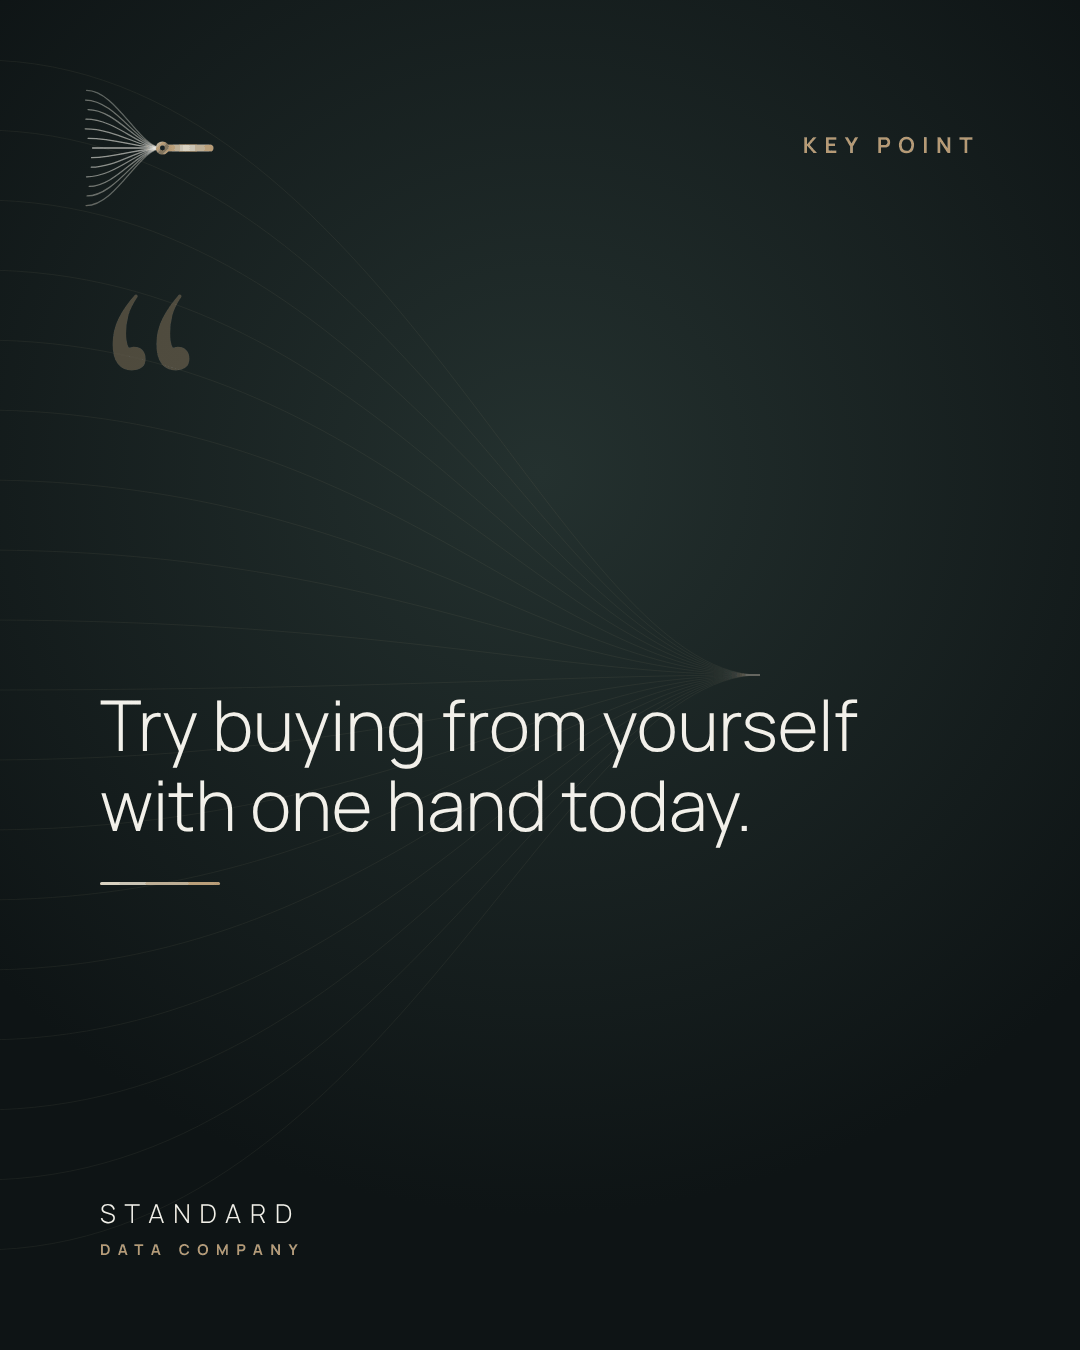 KEY POINT
“
Try buying from yourself
with one hand today.
STANDARD
DATA COMPANY